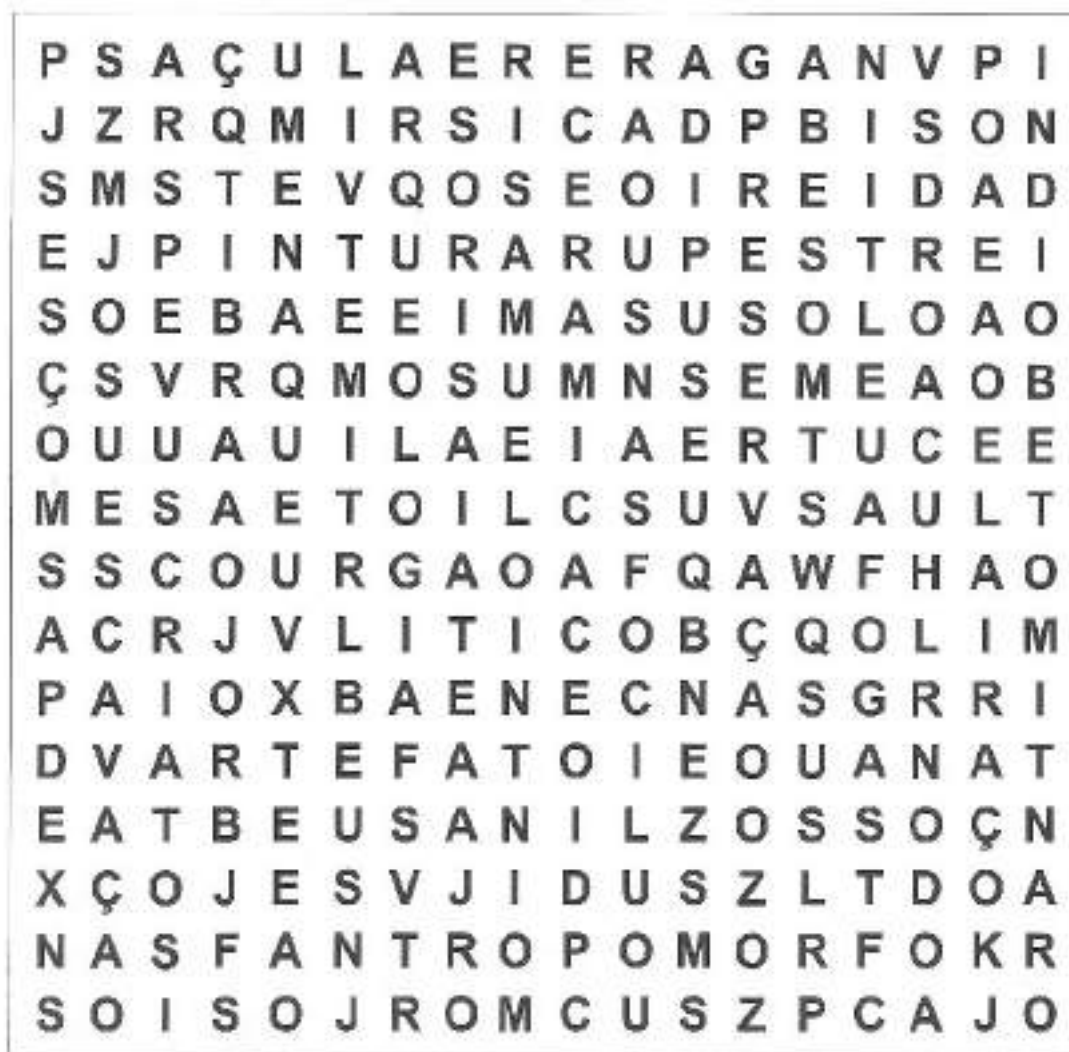 P S A Ç U L A E R E R A G A N V P I
J Z R Q M I R S I C A D P B I S O N
S M S T E V Q O S E O I R E I D A D
E J P I N T U R A R U P E S T R E I
S O E B A E E I M A S U S O L O A O
Ç S V R Q M O S U M N S E M E A O B
O U U A U I L A E I A E R T U C E E
M E S A E T O I L C S U V S A U L T
S S C O U R G A O A F Q A W F H A O
A C R J V L I T I C O B Ç Q O L I M
P A I O X B A E N E C N A S G R R I
D V A R T E F A T O I E O U A N A T
E A T B E U S A N I L Z O S S O Ç N
X Ç O J E S V J I D U S Z L T D O A
N A S F A N T R O P O M O R F O K R
S O I S O J R O M C U S Z P C A J O